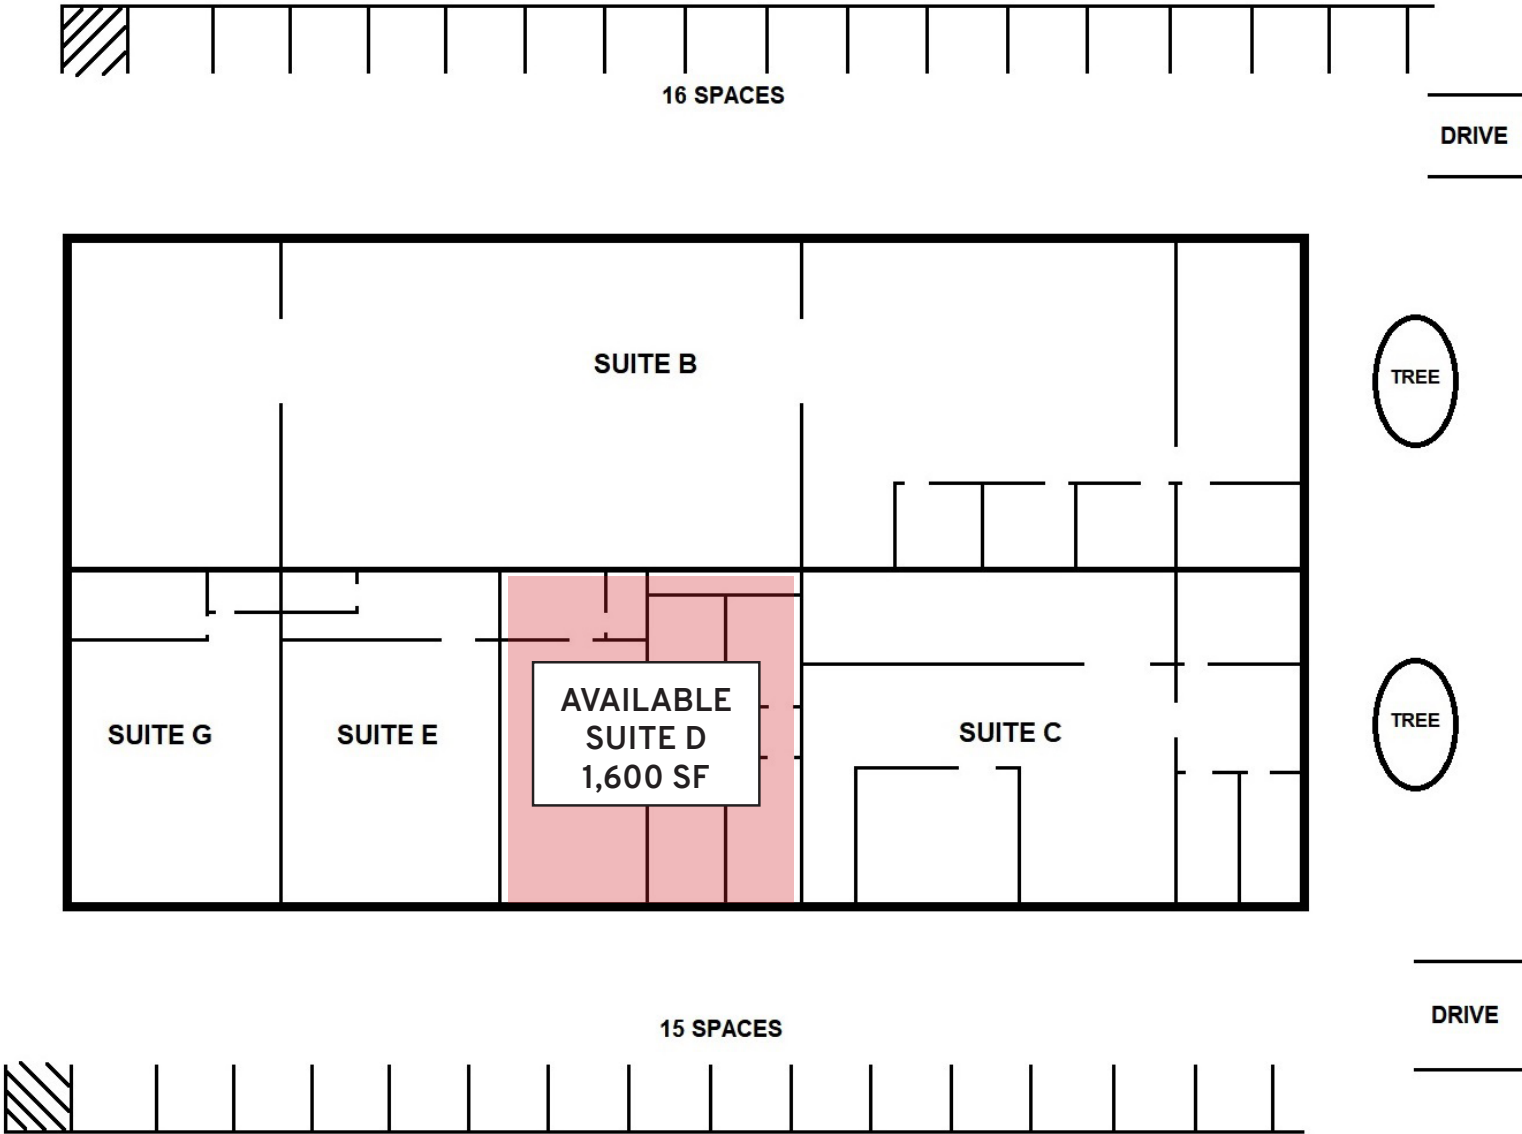 16 SPACES
DRIVE
SUITE B
TREE
AVAILABLE
SUITE D
1,600 SF
SUITE G
SUITE E
SUITE C
TREE
15 SPACES
DRIVE